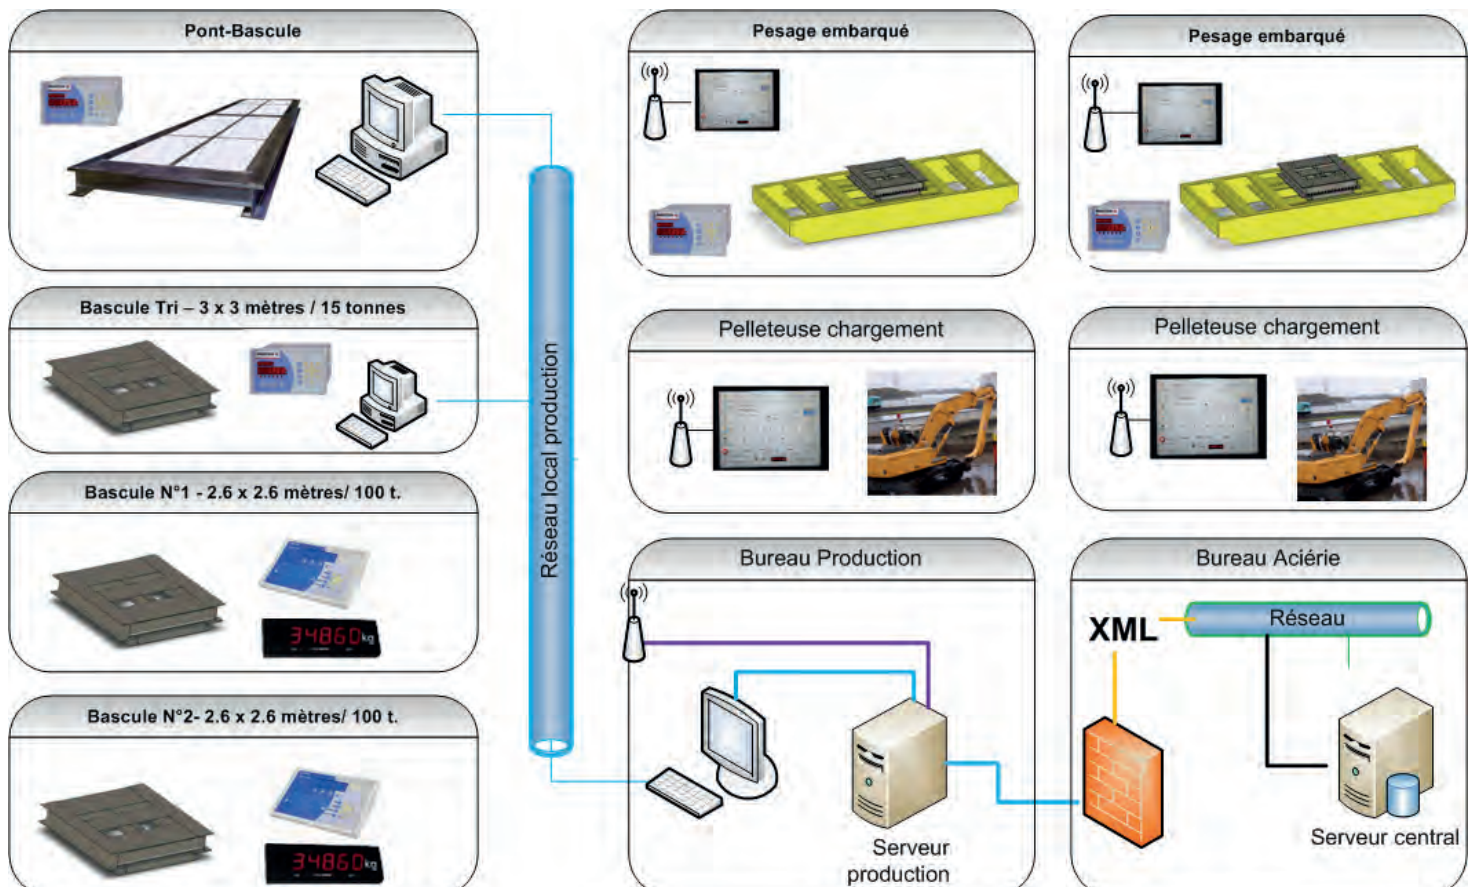 Pont-Bascule
Bascule Tri – 3 x 3 mètres / 15 tonnes
Bascule N°1 - 2.6 x 2.6 mètres/ 100 t.
34860kg
Bascule N°2- 2.6 x 2.6 mètres/ 100 t.
34860kg
Réseau local production
Pesage embarqué
Pesage embarqué
Pelleteuse chargement
Pelleteuse chargement
Bureau Production
Serveur
production
Bureau Aciérie
XML
Réseau
Serveur central